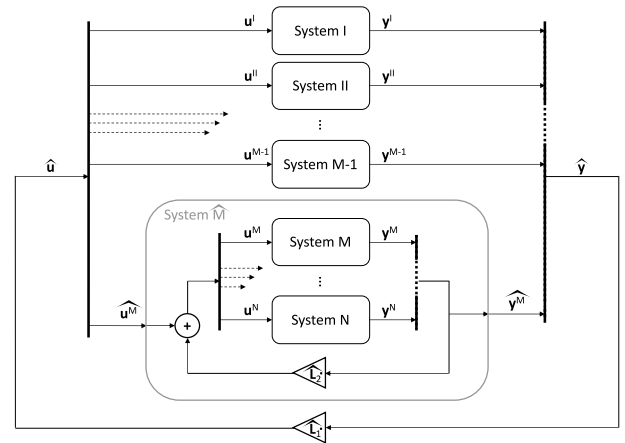 u^I System I y^I
u^II System II y^II
⋮
u^M-1 System M-1 y^M-1
û ŷ
System M̂
u^M System M y^M
⋮
u^N System N y^N
û^M + ŷ^M
L̂₂
L̂₁